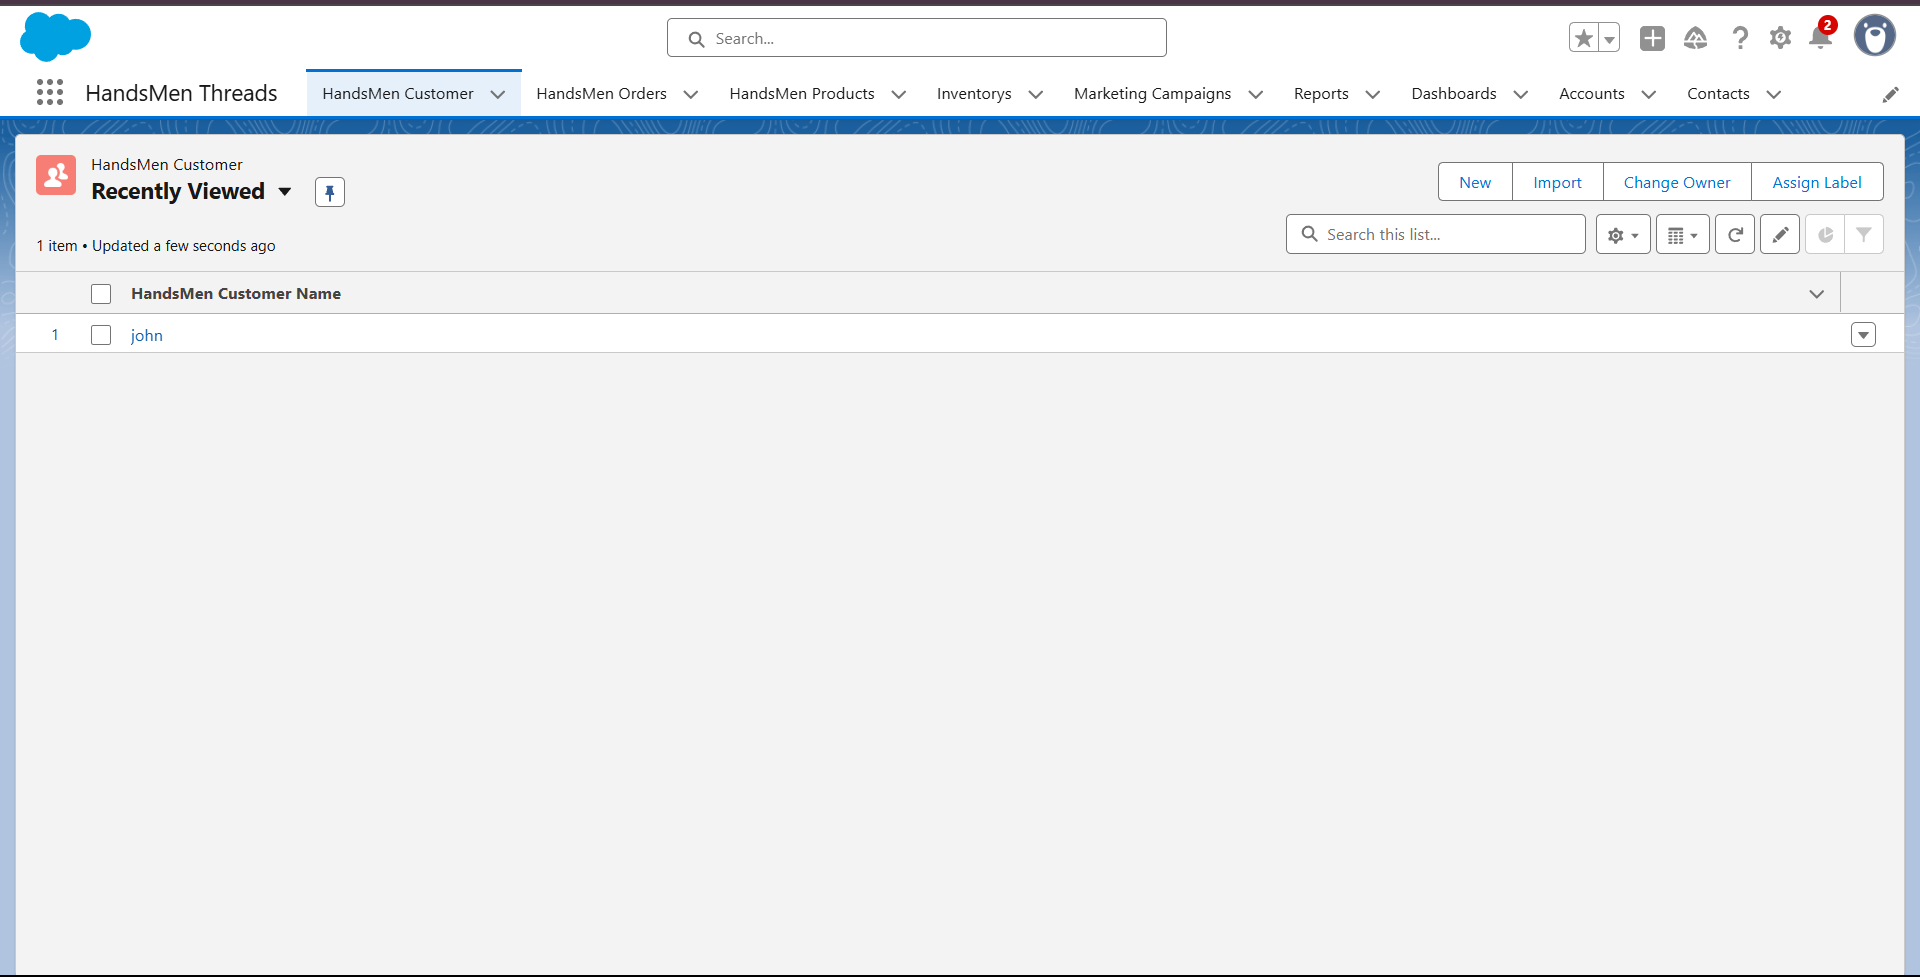 Search...
2
HandsMen Threads
HandsMen Customer
HandsMen Orders
HandsMen Products
Inventorys
Marketing Campaigns
Reports
Dashboards
Accounts
Contacts
HandsMen Customer
Recently Viewed
New
Import
Change Owner
Assign Label
1 item • Updated a few seconds ago
Search this list...
HandsMen Customer Name
1
john